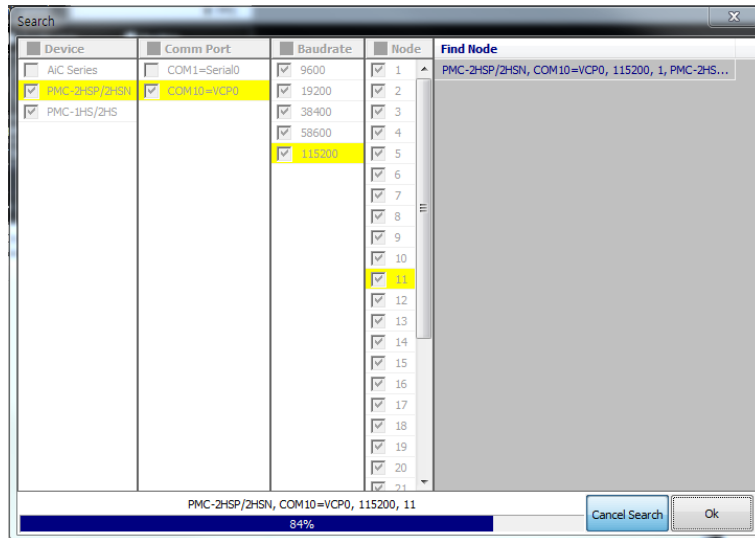 Search
Device
Comm Port
Baudrate
Node
Find Node
AiC Series
PMC-2HSP/2HSN
PMC-1HS/2HS
COM1=Serial0
COM10=VCP0
9600
19200
38400
58600
115200
1
2
3
4
5
6
7
8
9
10
11
12
13
14
15
16
17
18
19
20
21
PMC-2HSP/2HSN, COM10=VCP0, 115200, 1, PMC-2HS...
PMC-2HSP/2HSN, COM10=VCP0, 115200, 11
84%
Cancel Search
Ok